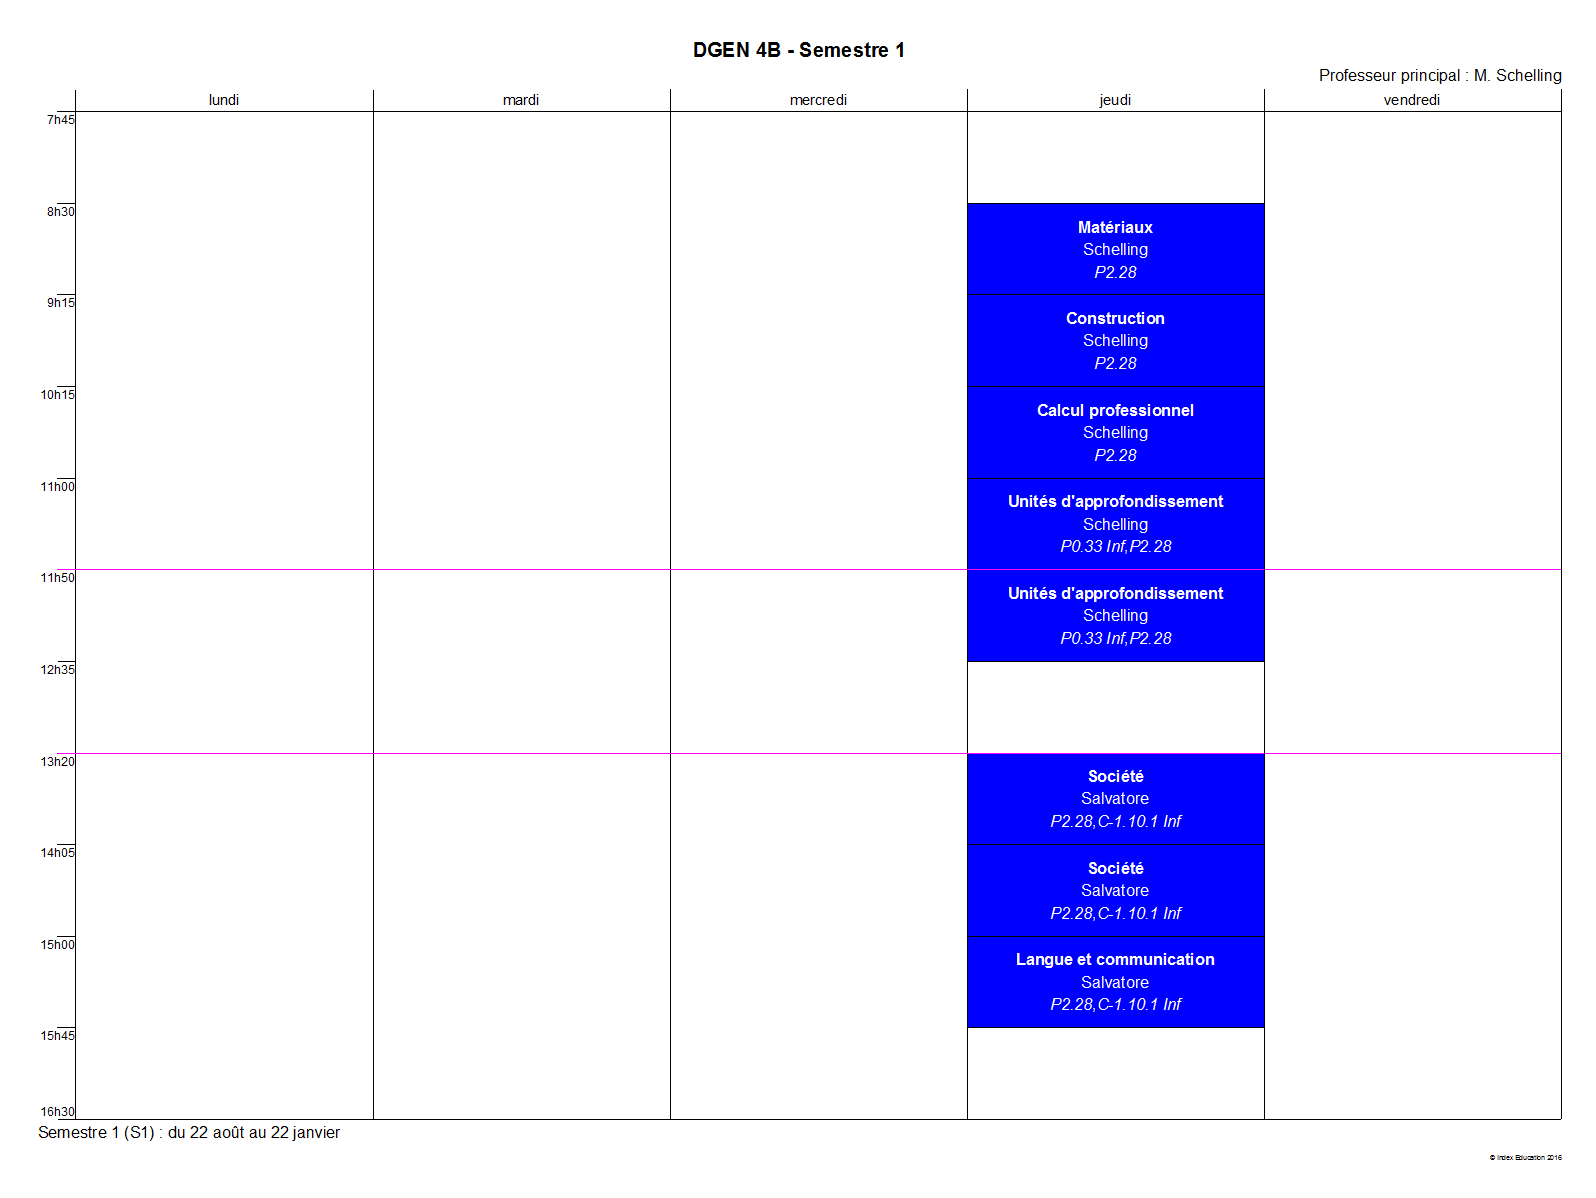 DGEN 4B - Semestre 1
Professeur principal : M. Schelling
lundi mardi mercredi jeudi vendredi
7h45
8h30
Matériaux
Schelling
P2.28
9h15
Construction
Schelling
P2.28
10h15
Calcul professionnel
Schelling
P2.28
11h00
Unités d'approfondissement
Schelling
P0.33 Inf,P2.28
11h50
Unités d'approfondissement
Schelling
P0.33 Inf,P2.28
12h35
13h20
Société
Salvatore
P2.28,C-1.10.1 Inf
14h05
Société
Salvatore
P2.28,C-1.10.1 Inf
15h00
Langue et communication
Salvatore
P2.28,C-1.10.1 Inf
15h45
16h30
Semestre 1 (S1) : du 22 août au 22 janvier
© Index Education 2016